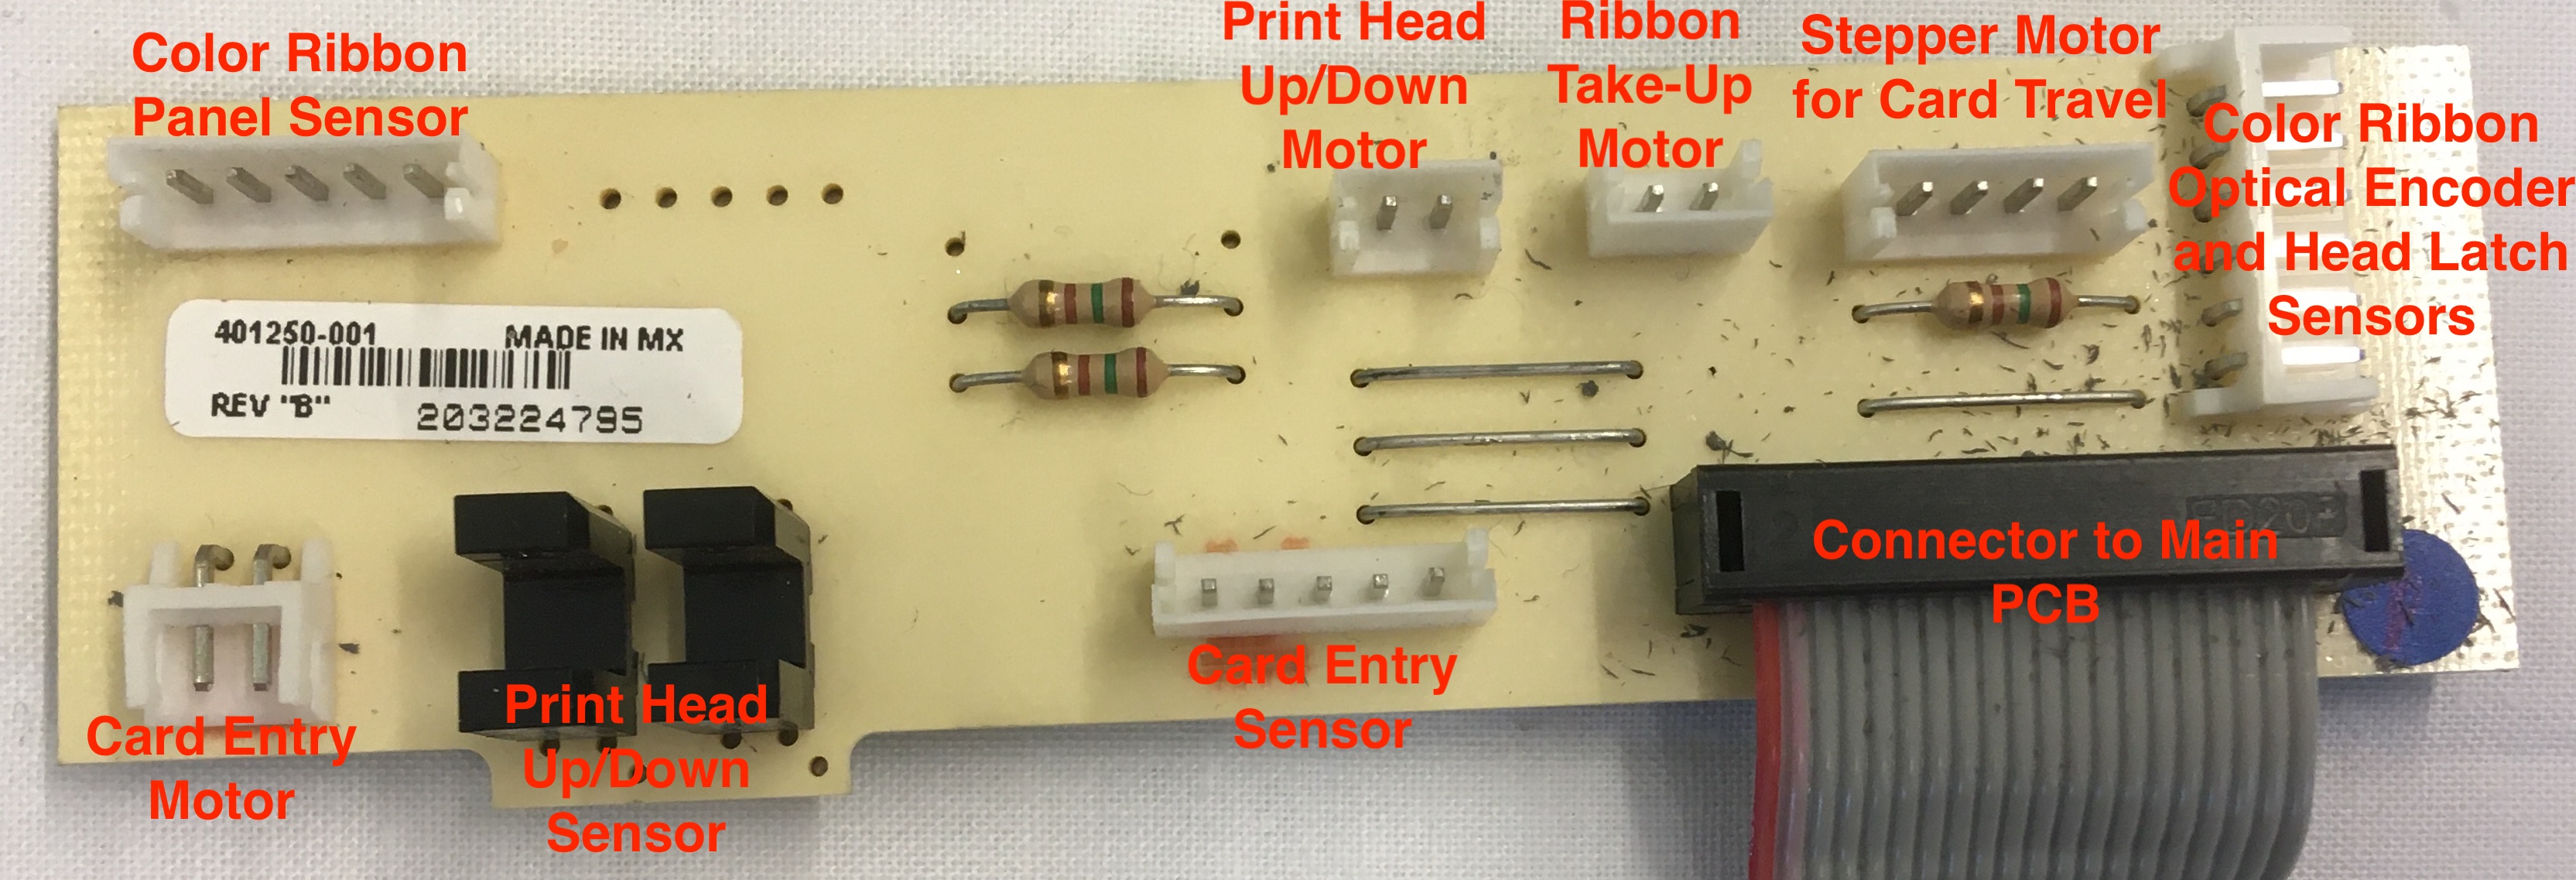 Color Ribbon
Panel Sensor
Print Head
Up/Down
Motor
Ribbon
Take-Up
Motor
Stepper Motor
for Card Travel
Color Ribbon
Optical Encoder
and Head Latch
Sensors
401250-001 MADE IN MX
REV "B" 203224795
Connector to Main
PCB
Card Entry
Sensor
Card Entry
Motor
Print Head
Up/Down
Sensor